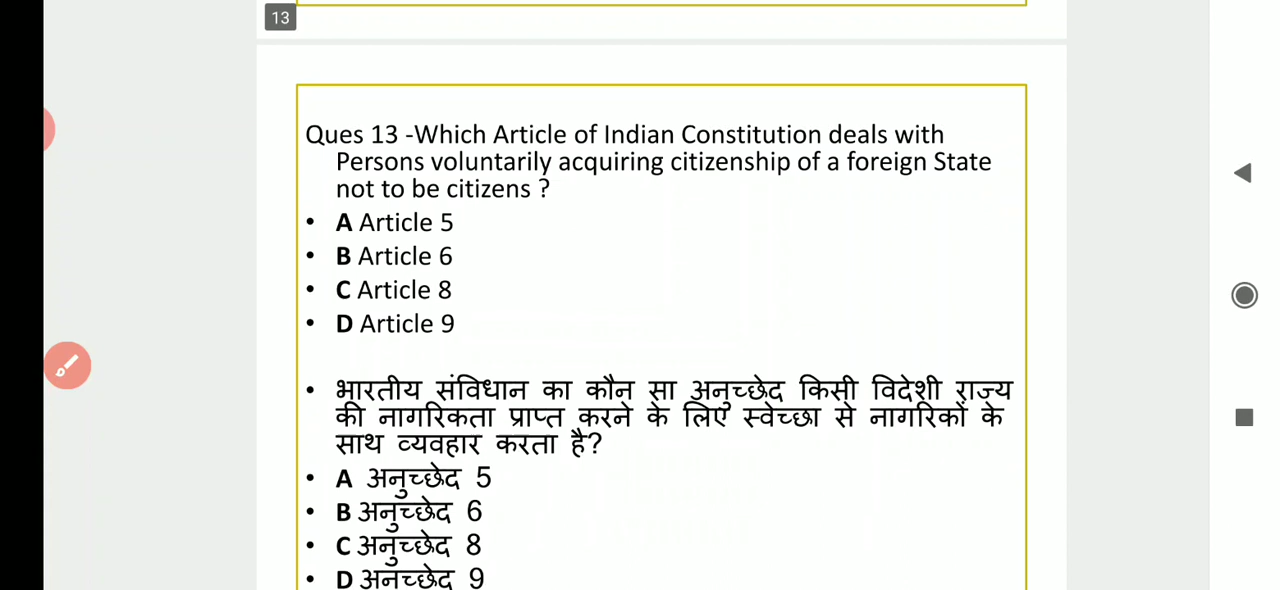 13
Ques 13 -Which Article of Indian Constitution deals with
Persons voluntarily acquiring citizenship of a foreign State
not to be citizens ?
• A Article 5
• B Article 6
• C Article 8
• D Article 9
• भारतीय संविधान का कौन सा अनुच्छेद किसी विदेशी राज्य
की नागरिकता प्राप्त करने के लिए स्वेच्छा से नागरिकों के
साथ व्यवहार करता है?
• A अनुच्छेद 5
• B अनुच्छेद 6
• C अनुच्छेद 8
• D अनुच्छेद 9